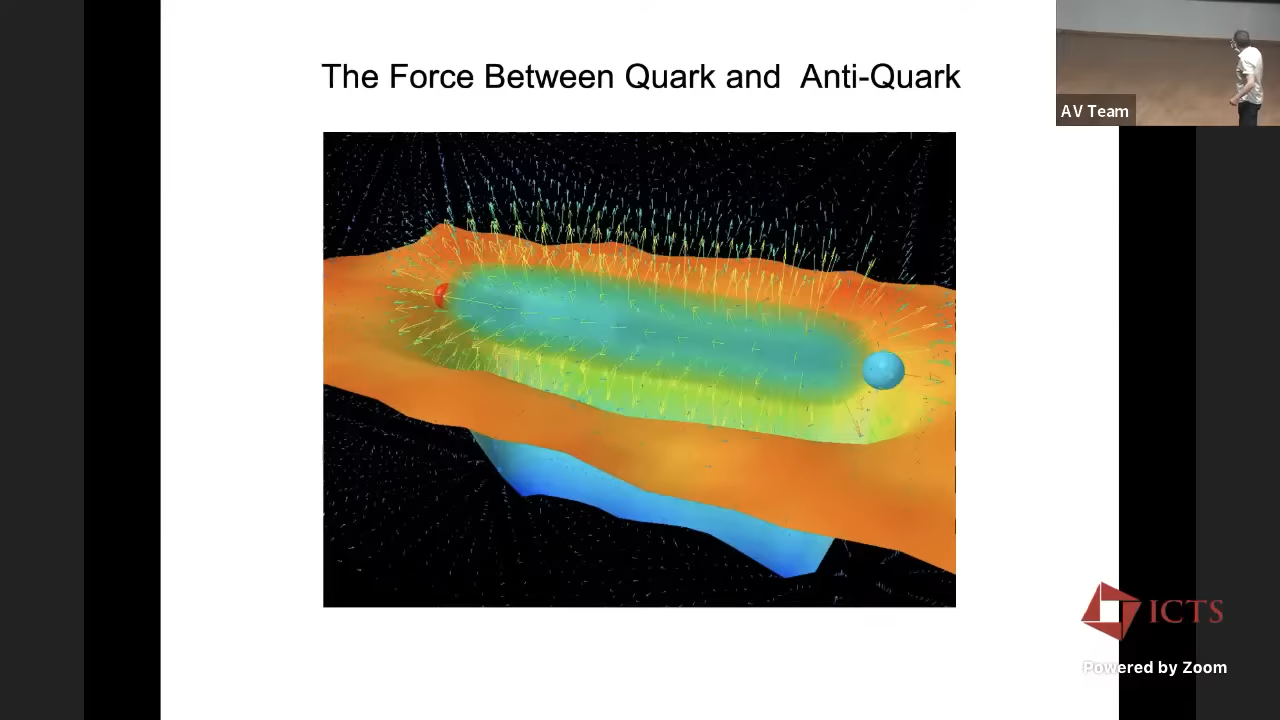 The Force Between Quark and Anti-Quark
AV Team
ICTS
Powered by Zoom